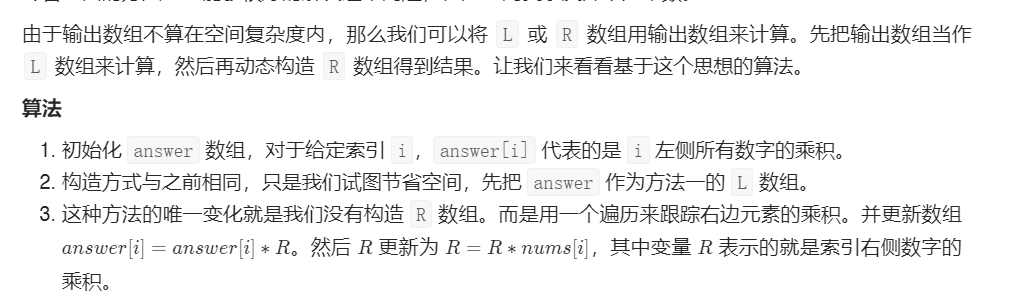 由于输出数组不算在空间复杂度内，那么我们可以将 L 或 R 数组用输出数组来计算。先把输出数组当作
L 数组来计算，然后再动态构造 R 数组得到结果。让我们来看看基于这个思想的算法。
算法
1. 初始化 answer 数组，对于给定索引 i，answer[i] 代表的是 i 左侧所有数字的乘积。
2. 构造方式与之前相同，只是我们试图节省空间，先把 answer 作为方法一的 L 数组。
3. 这种方法的唯一变化就是我们没有构造 R 数组。而是用一个遍历来跟踪右边元素的乘积。并更新数组
answer[i] = answer[i] * R。然后 R 更新为 R = R * nums[i]，其中变量 R 表示的就是索引右侧数字的
乘积。